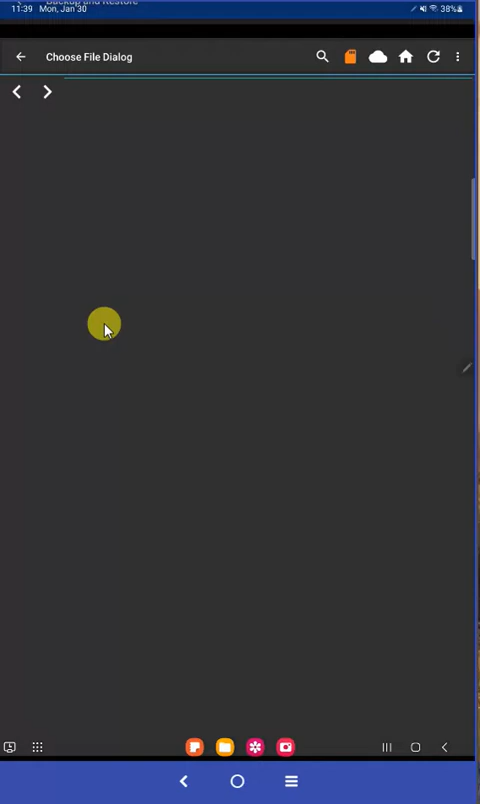 Backup and Restore
11:39 Mon, Jan 30
38%
Choose File Dialog